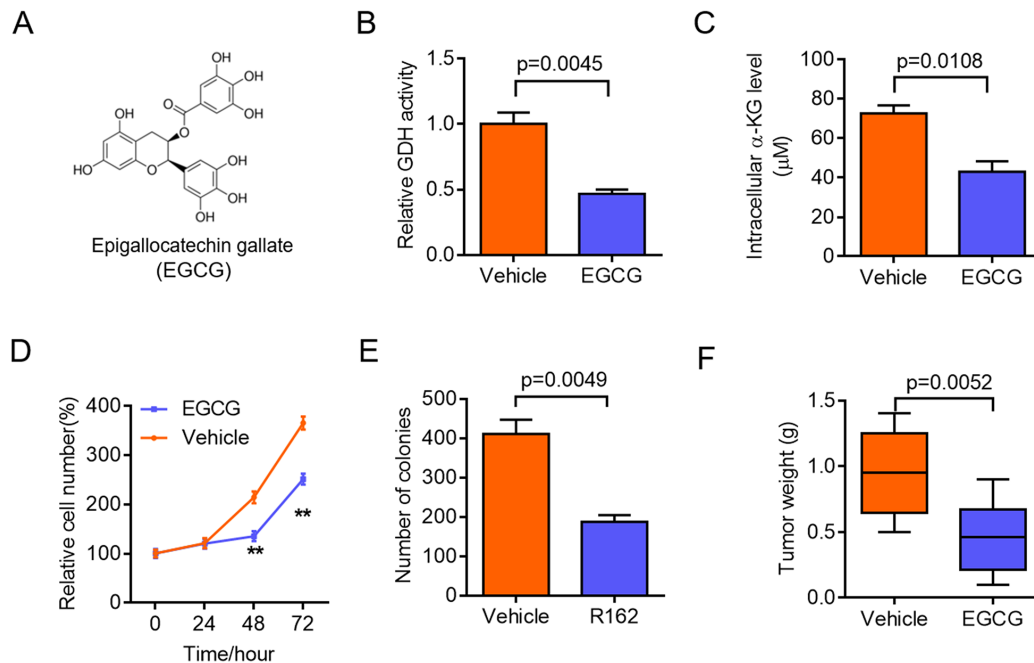 A
OH
OH
OH
O
O
OH
HO
O
OH
OH
OH
Epigallocatechin gallate
(EGCG)
B
p=0.0045
Relative GDH activity
1.5
1.0
0.5
0.0
Vehicle EGCG
C
p=0.0108
Intracellular α-KG level
(μM)
100
80
60
40
20
0
Vehicle EGCG
D
EGCG
Vehicle
Relative cell number(%)
400
300
200
100
0
**
**
0 24 48 72
Time/hour
E
p=0.0049
Number of colonies
500
400
300
200
100
0
Vehicle R162
F
p=0.0052
Tumor weight (g)
1.5
1.0
0.5
0.0
Vehicle EGCG